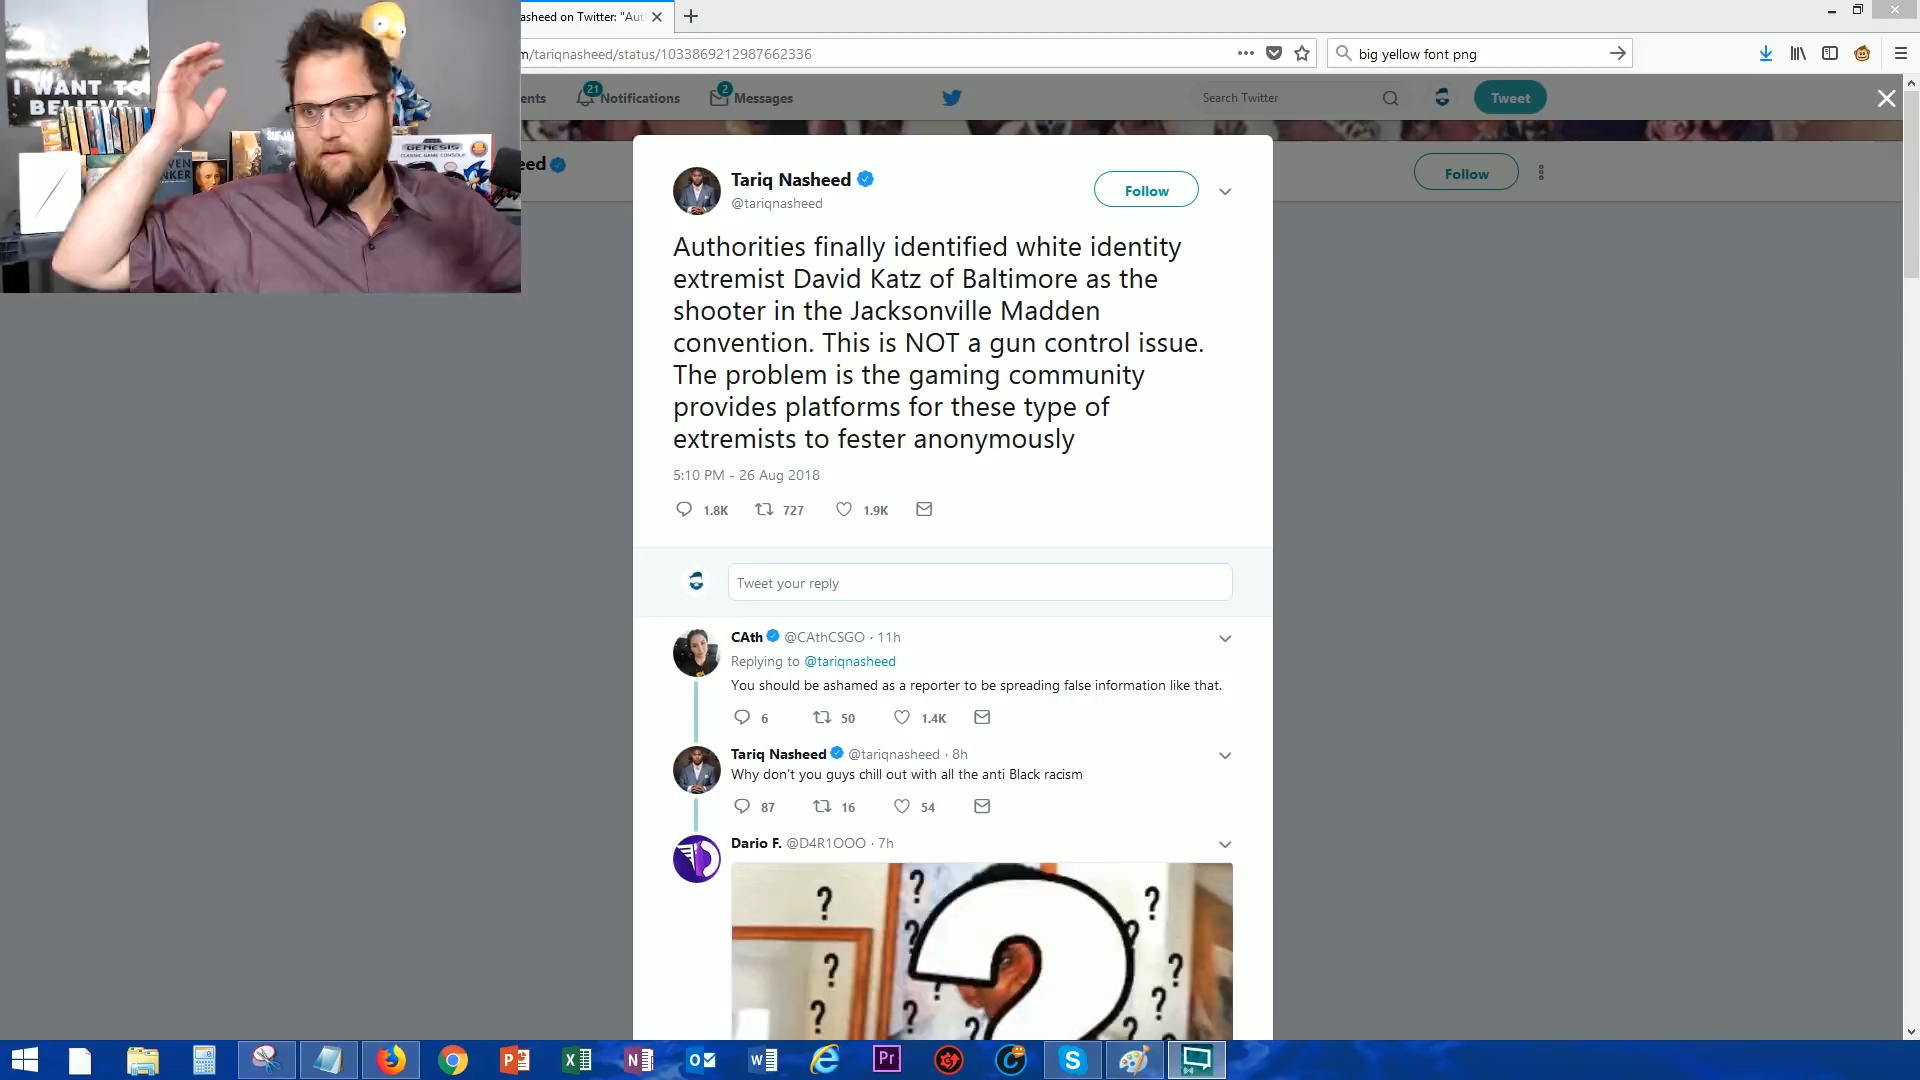 asheed on Twitter: "Aut
m/tariqnasheed/status/1033869212987662336
big yellow font png
I WANT TO
BELIEVE
GENESIS
CLASSIC GAME CONSOLE
ents
21
Notifications
2
Messages
Search Twitter
Tweet
eed
Follow
Tariq Nasheed
@tariqnasheed
Follow
Authorities finally identified white identity
extremist David Katz of Baltimore as the
shooter in the Jacksonville Madden
convention. This is NOT a gun control issue.
The problem is the gaming community
provides platforms for these type of
extremists to fester anonymously
5:10 PM - 26 Aug 2018
1.8K 727 1.9K
Tweet your reply
CAth @CAthCSGO · 11h
Replying to @tariqnasheed
You should be ashamed as a reporter to be spreading false information like that.
6 50 1.4K
Tariq Nasheed @tariqnasheed · 8h
Why don't you guys chill out with all the anti Black racism
87 16 54
Dario F. @D4R1OOO · 7h
? ? ? ? ? ? ? ? ? ? ? ? ?